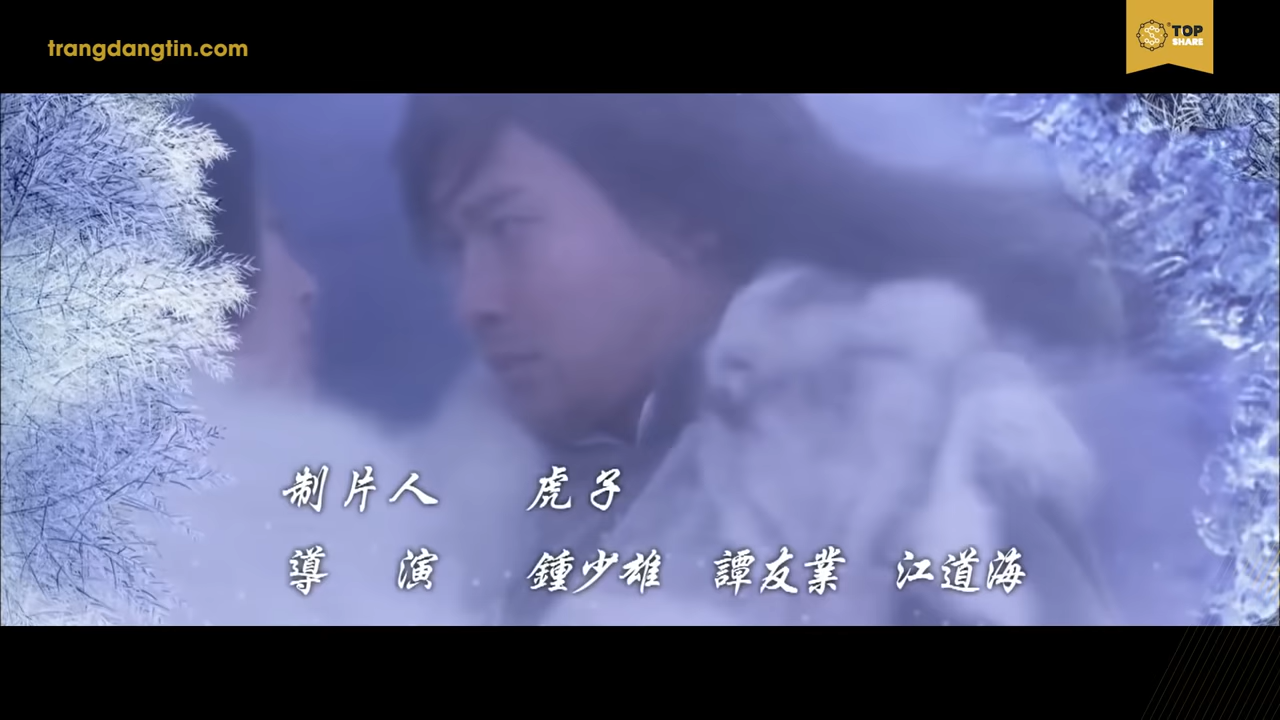 trangdangtin.com
TOP
SHARE
制片人 虎子
導 演 鍾少雄 譚友業 江道海